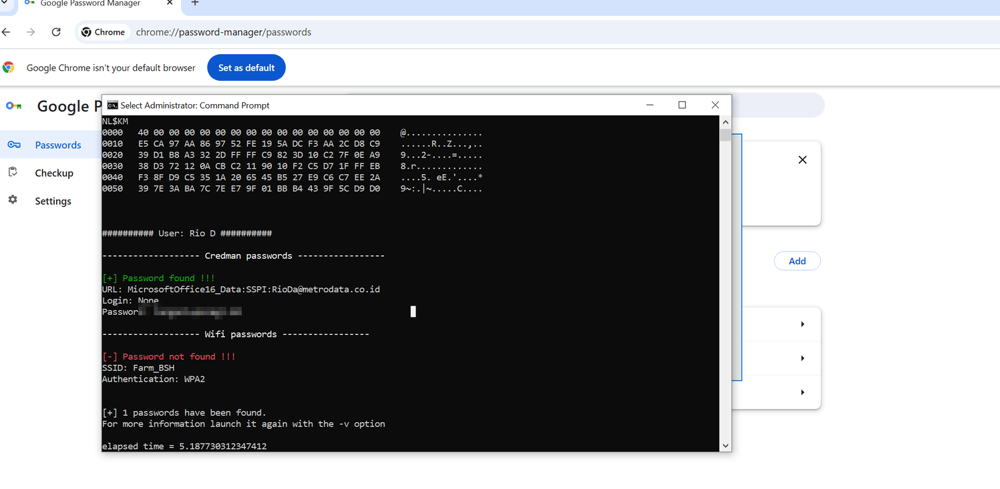 Google Password Manager
Chrome
chrome://password-manager/passwords
Google Chrome isn't your default browser
Set as default
Google P
Select Administrator: Command Prompt
Passwords
Checkup
Settings
Add
NL$KM
0000 40 00 00 00 00 00 00 00 00 00 00 00 00 00 00 00 @...............
0010 E5 CA 97 AA 86 97 52 FE 19 5A DC F3 AA 2C D8 C9 ......R..Z...,..
0020 39 D1 B8 A3 32 2D FF FF C9 82 3D 10 C2 7F 0E A9 9...2-....=.....
0030 38 D3 72 12 0A CB C2 11 90 10 F2 C5 D7 1F FF EB 8.r.............
0040 F3 8F D9 C5 35 1A 20 65 45 B5 27 E9 C6 C7 EE 2A ....5. eE.'....*
0050 39 7E 3A BA 7C 7E E7 9F 01 BB B4 43 9F 5C D9 D0 9~:.|~.....C....
########## User: Rio D ##########
------------------- Credman passwords -----------------
[+] Password found !!!
URL: MicrosoftOffice16_Data:SSPI:RioDa@metrodata.co.id
Login: None
Passwor
------------------- Wifi passwords -----------------
[-] Password not found !!!
SSID: Farm_BSH
Authentication: WPA2
[+] 1 passwords have been found.
For more information launch it again with the -v option
elapsed time = 5.187730312347412